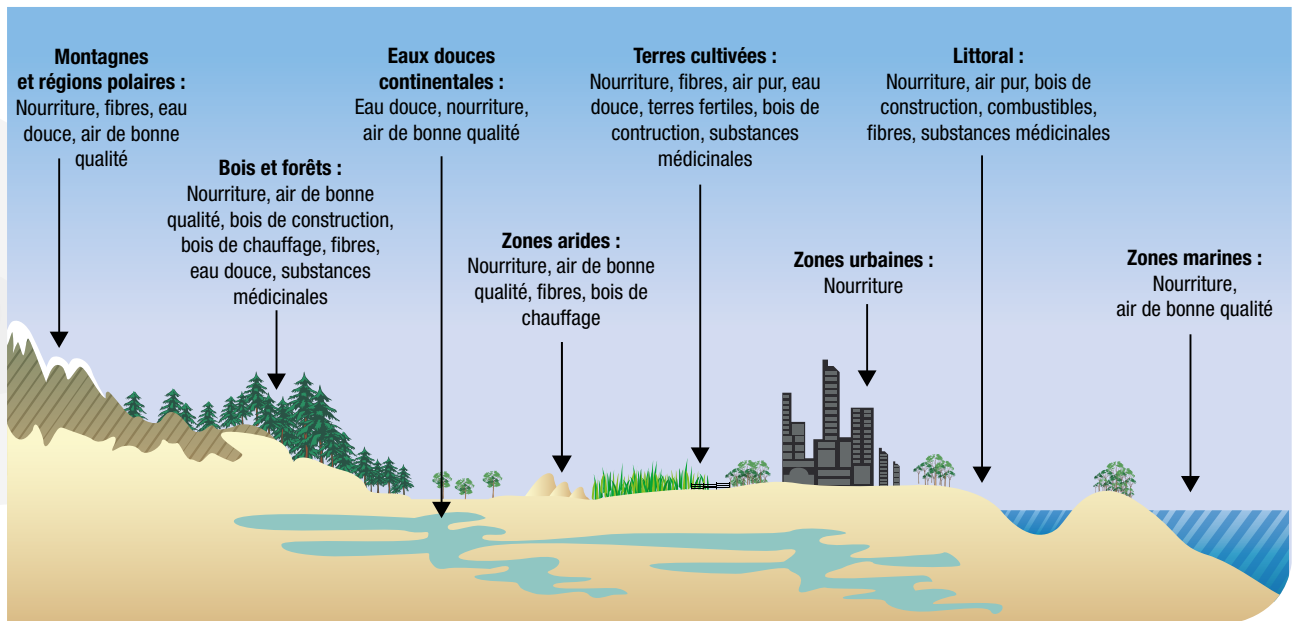 Montagnes
et régions polaires :
Nourriture, fibres, eau
douce, air de bonne
qualité
Bois et forêts :
Nourriture, air de bonne
qualité, bois de construction,
bois de chauffage, fibres,
eau douce, substances
médicinales
Eaux douces
continentales :
Eau douce, nourriture,
air de bonne qualité
Zones arides :
Nourriture, air de bonne
qualité, fibres, bois de
chauffage
Terres cultivées :
Nourriture, fibres, air pur, eau
douce, terres fertiles, bois de
contruction, substances
médicinales
Zones urbaines :
Nourriture
Littoral :
Nourriture, air pur, bois de
construction, combustibles,
fibres, substances médicinales
Zones marines :
Nourriture,
air de bonne qualité